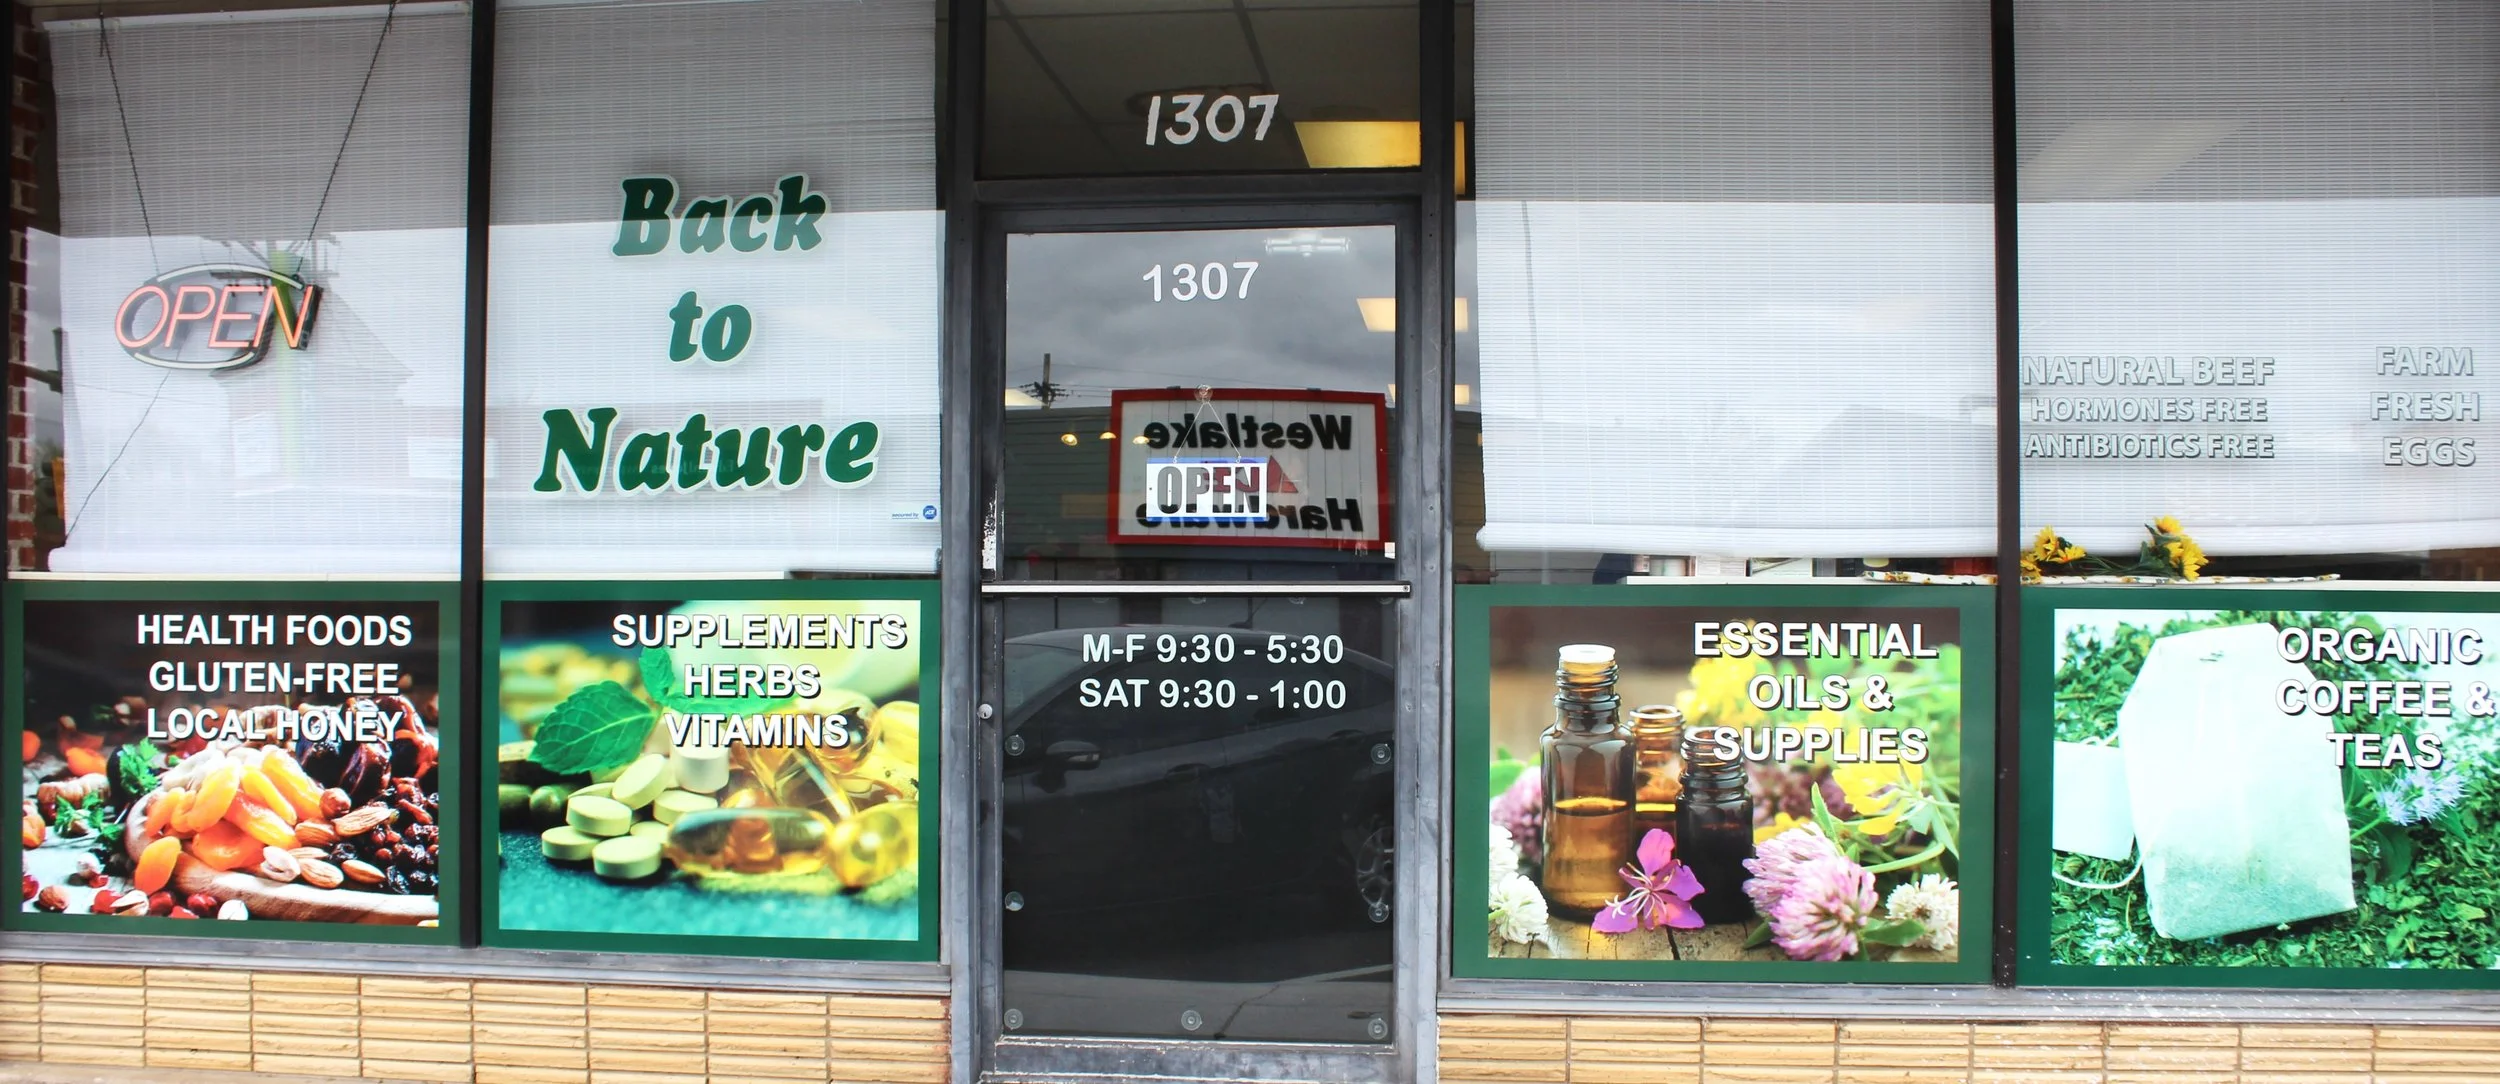 1307
OPEN
Back
to
Nature
secured by
1307
Westlake
Hardware
OPEN
NATURAL BEEF
HORMONES FREE
ANTIBIOTICS FREE
FARM
FRESH
EGGS
HEALTH FOODS
GLUTEN-FREE
LOCAL HONEY
SUPPLEMENTS
HERBS
VITAMINS
M-F 9:30 - 5:30
SAT 9:30 - 1:00
ESSENTIAL
OILS &
SUPPLIES
ORGANIC
COFFEE &
TEAS